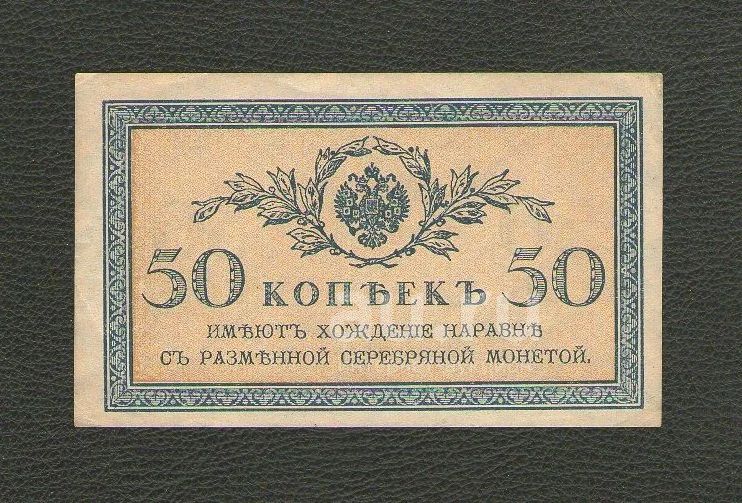 50 КОПѢЕКЪ 50
ИМѢЮТЪ ХОЖДЕНІЕ НАРАВНѢ
СЪ РАЗМѢННОЙ СЕРЕБРЯНОЙ МОНЕТОЙ.